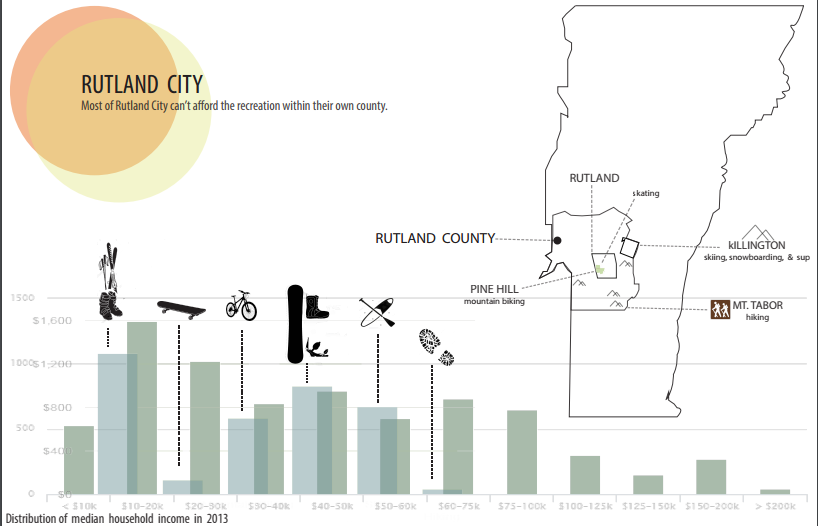 RUTLAND CITY
Most of Rutland City can't afford the recreation within their own county.
RUTLAND
skating
RUTLAND COUNTY
kILLINGTON
skiing, snowboarding, & sup
PINE HILL
mountain biking
MT. TABOR
hiking
1500
$1,600
1000
$1,200
$800
500
$400
0
$0
< $10k
$10-20k
$20-30k
$30-40k
$40-50k
$50-60k
$60-75k
$75-100k
$100-125k
$125-150k
$150-200k
> $200k
Distribution of median household income in 2013